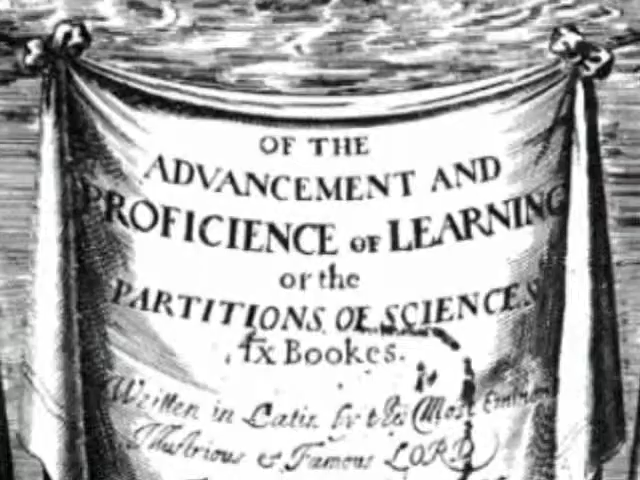 OF THE
ADVANCEMENT AND
PROFICIENCE OF LEARNING
or the
PARTITIONS OF SCIENCES
IX Bookes.
Written in Latin by the Most Eminent
Illustrious & Famous LORD